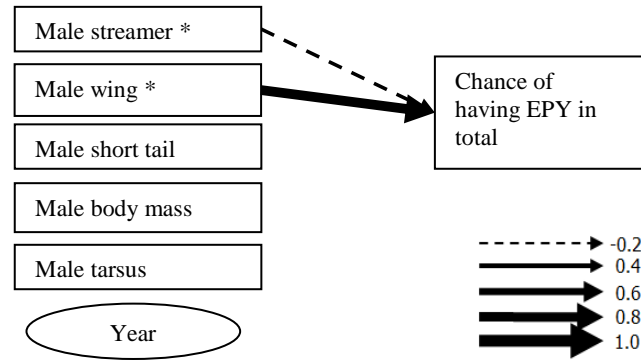 Male streamer *
Male wing *
Male short tail
Male body mass
Male tarsus
Year
Chance of
having EPY in
total
-0.2
0.4
0.6
0.8
1.0